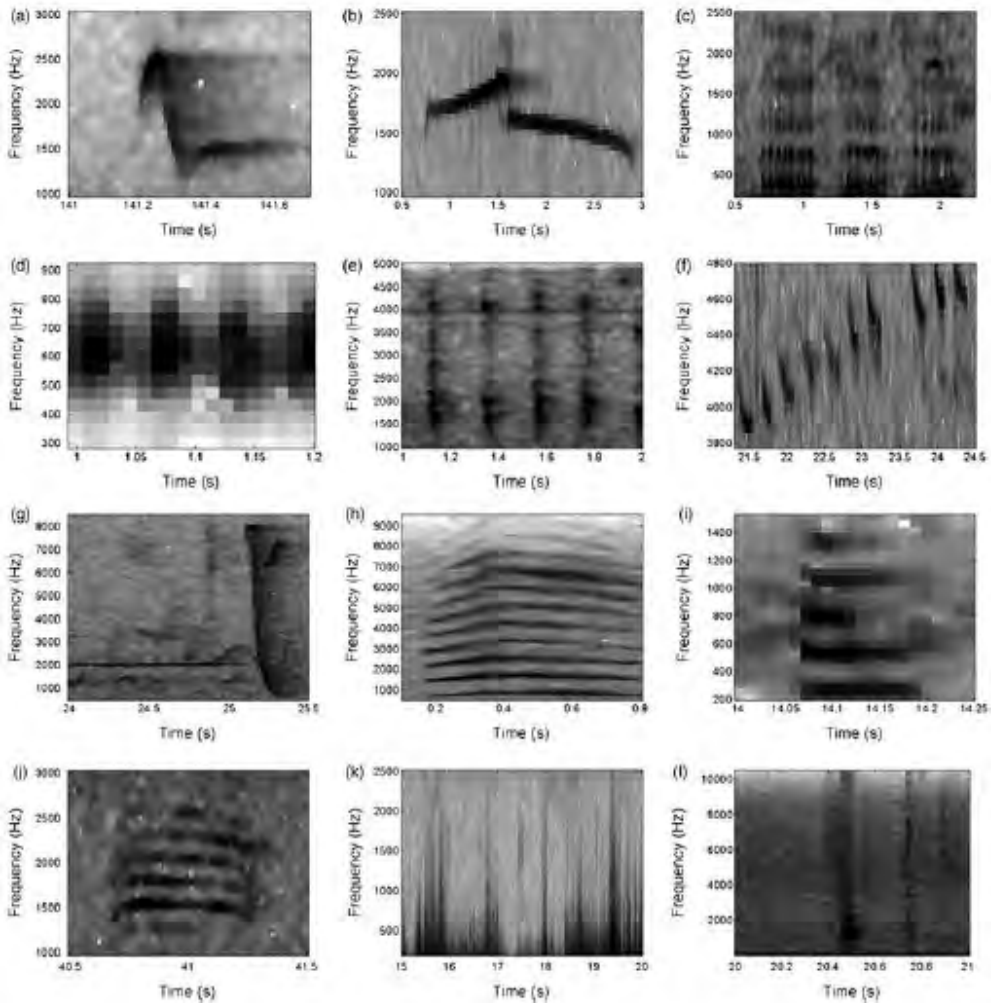 (a)
Frequency (Hz)
3000
2500
2000
1500
1000
141 141.2 141.4 141.6
Time (s)
(b)
Frequency (Hz)
2500
2000
1500
1000
0.5 1 1.5 2 2.5 3
Time (s)
(c)
Frequency (Hz)
2500
2000
1500
1000
500
0.5 1 1.5 2
Time (s)
(d)
Frequency (Hz)
900
800
700
600
500
400
300
1 1.05 1.1 1.15 1.2
Time (s)
(e)
Frequency (Hz)
5000
4500
4000
3500
3000
2500
2000
1500
1000
1 1.2 1.4 1.6 1.8 2
Time (s)
(f)
Frequency (Hz)
4800
4600
4400
4200
4000
3800
21.5 22 22.5 23 23.5 24 24.5
Time (s)
(g)
Frequency (Hz)
8000
7000
6000
5000
4000
3000
2000
1000
24 24.5 25 25.5
Time (s)
(h)
Frequency (Hz)
9000
8000
7000
6000
5000
4000
3000
2000
1000
0.2 0.4 0.6
Time (s)
(i)
Frequency (Hz)
1400
1200
1000
800
600
400
200
14 14.05 14.1 14.15 14.2 14.25
Time (s)
(j)
Frequency (Hz)
3000
2500
2000
1500
1000
40.5 41 41.5
Time (s)
(k)
Frequency (Hz)
2500
2000
1500
1000
500
15 16 17 18 19 20
Time (s)
(l)
Frequency (Hz)
10000
8000
6000
4000
2000
20 20.2 20.4 20.6 20.8 21
Time (s)